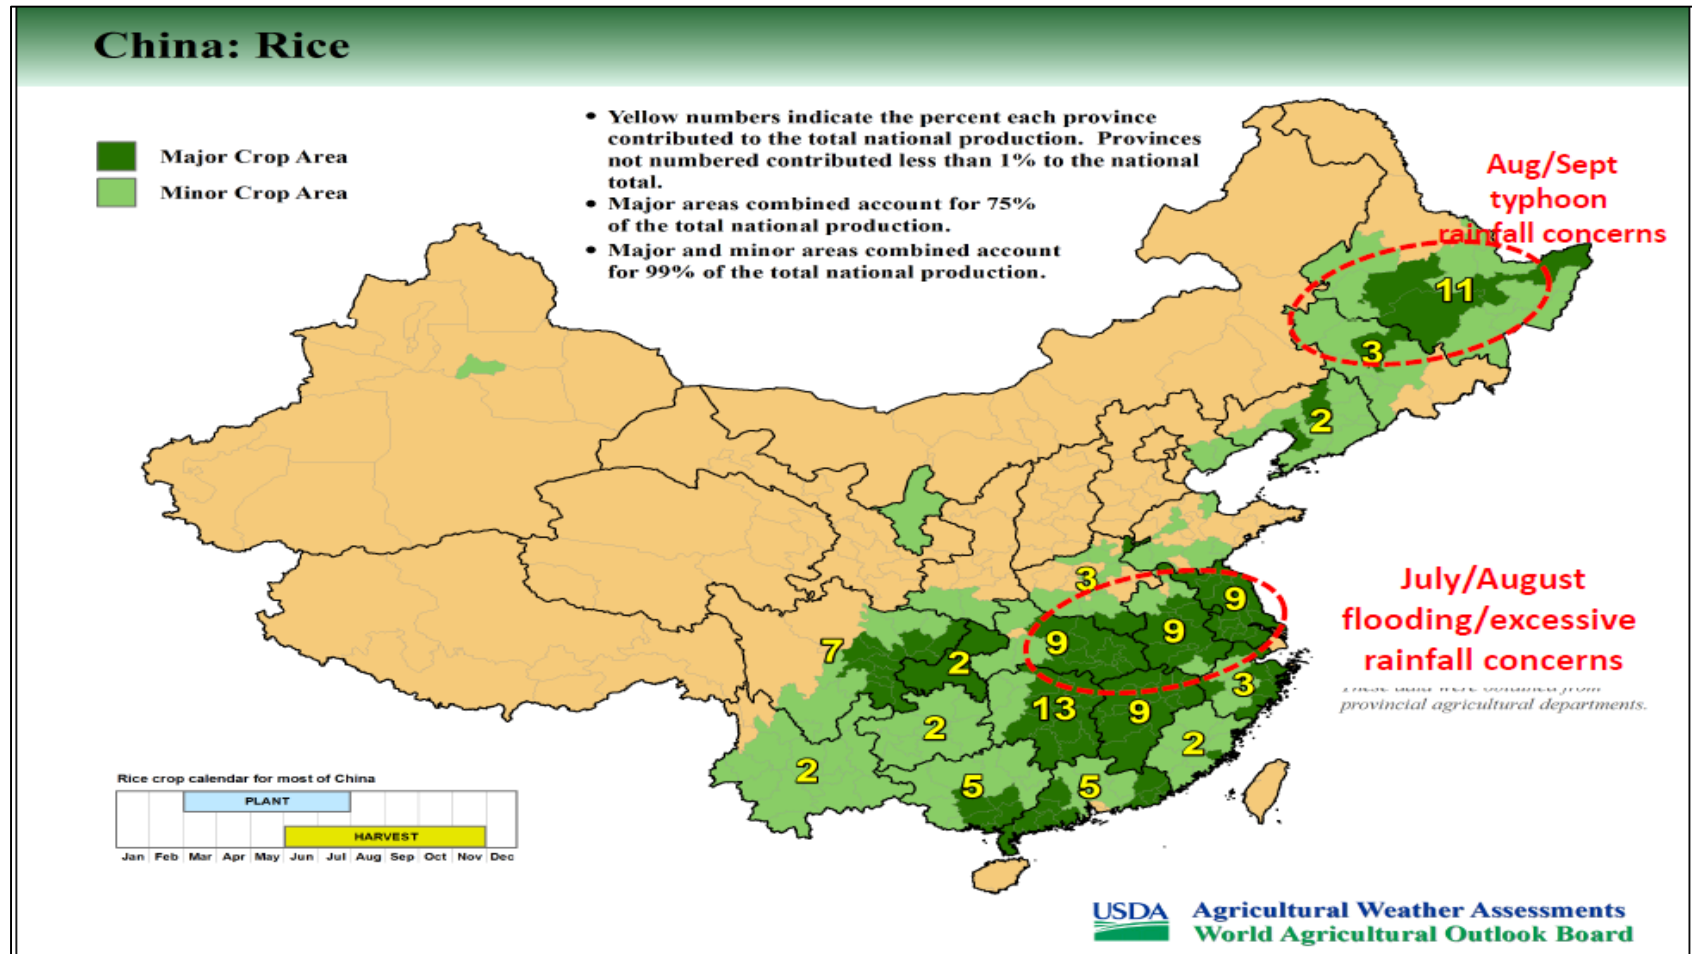 China: Rice
Major Crop Area
Minor Crop Area
• Yellow numbers indicate the percent each province
contributed to the total national production. Provinces
not numbered contributed less than 1% to the national
total.
• Major areas combined account for 75%
of the total national production.
• Major and minor areas combined account
for 99% of the total national production.
Aug/Sept
typhoon
rainfall concerns
11
3
2
3
9
9
9
7
2
13
9
3
2
2
2
5
5
July/August
flooding/excessive
rainfall concerns
These data were obtained from
provincial agricultural departments.
Rice crop calendar for most of China
PLANT
HARVEST
Jan Feb Mar Apr May Jun Jul Aug Sep Oct Nov Dec
USDA Agricultural Weather Assessments
World Agricultural Outlook Board